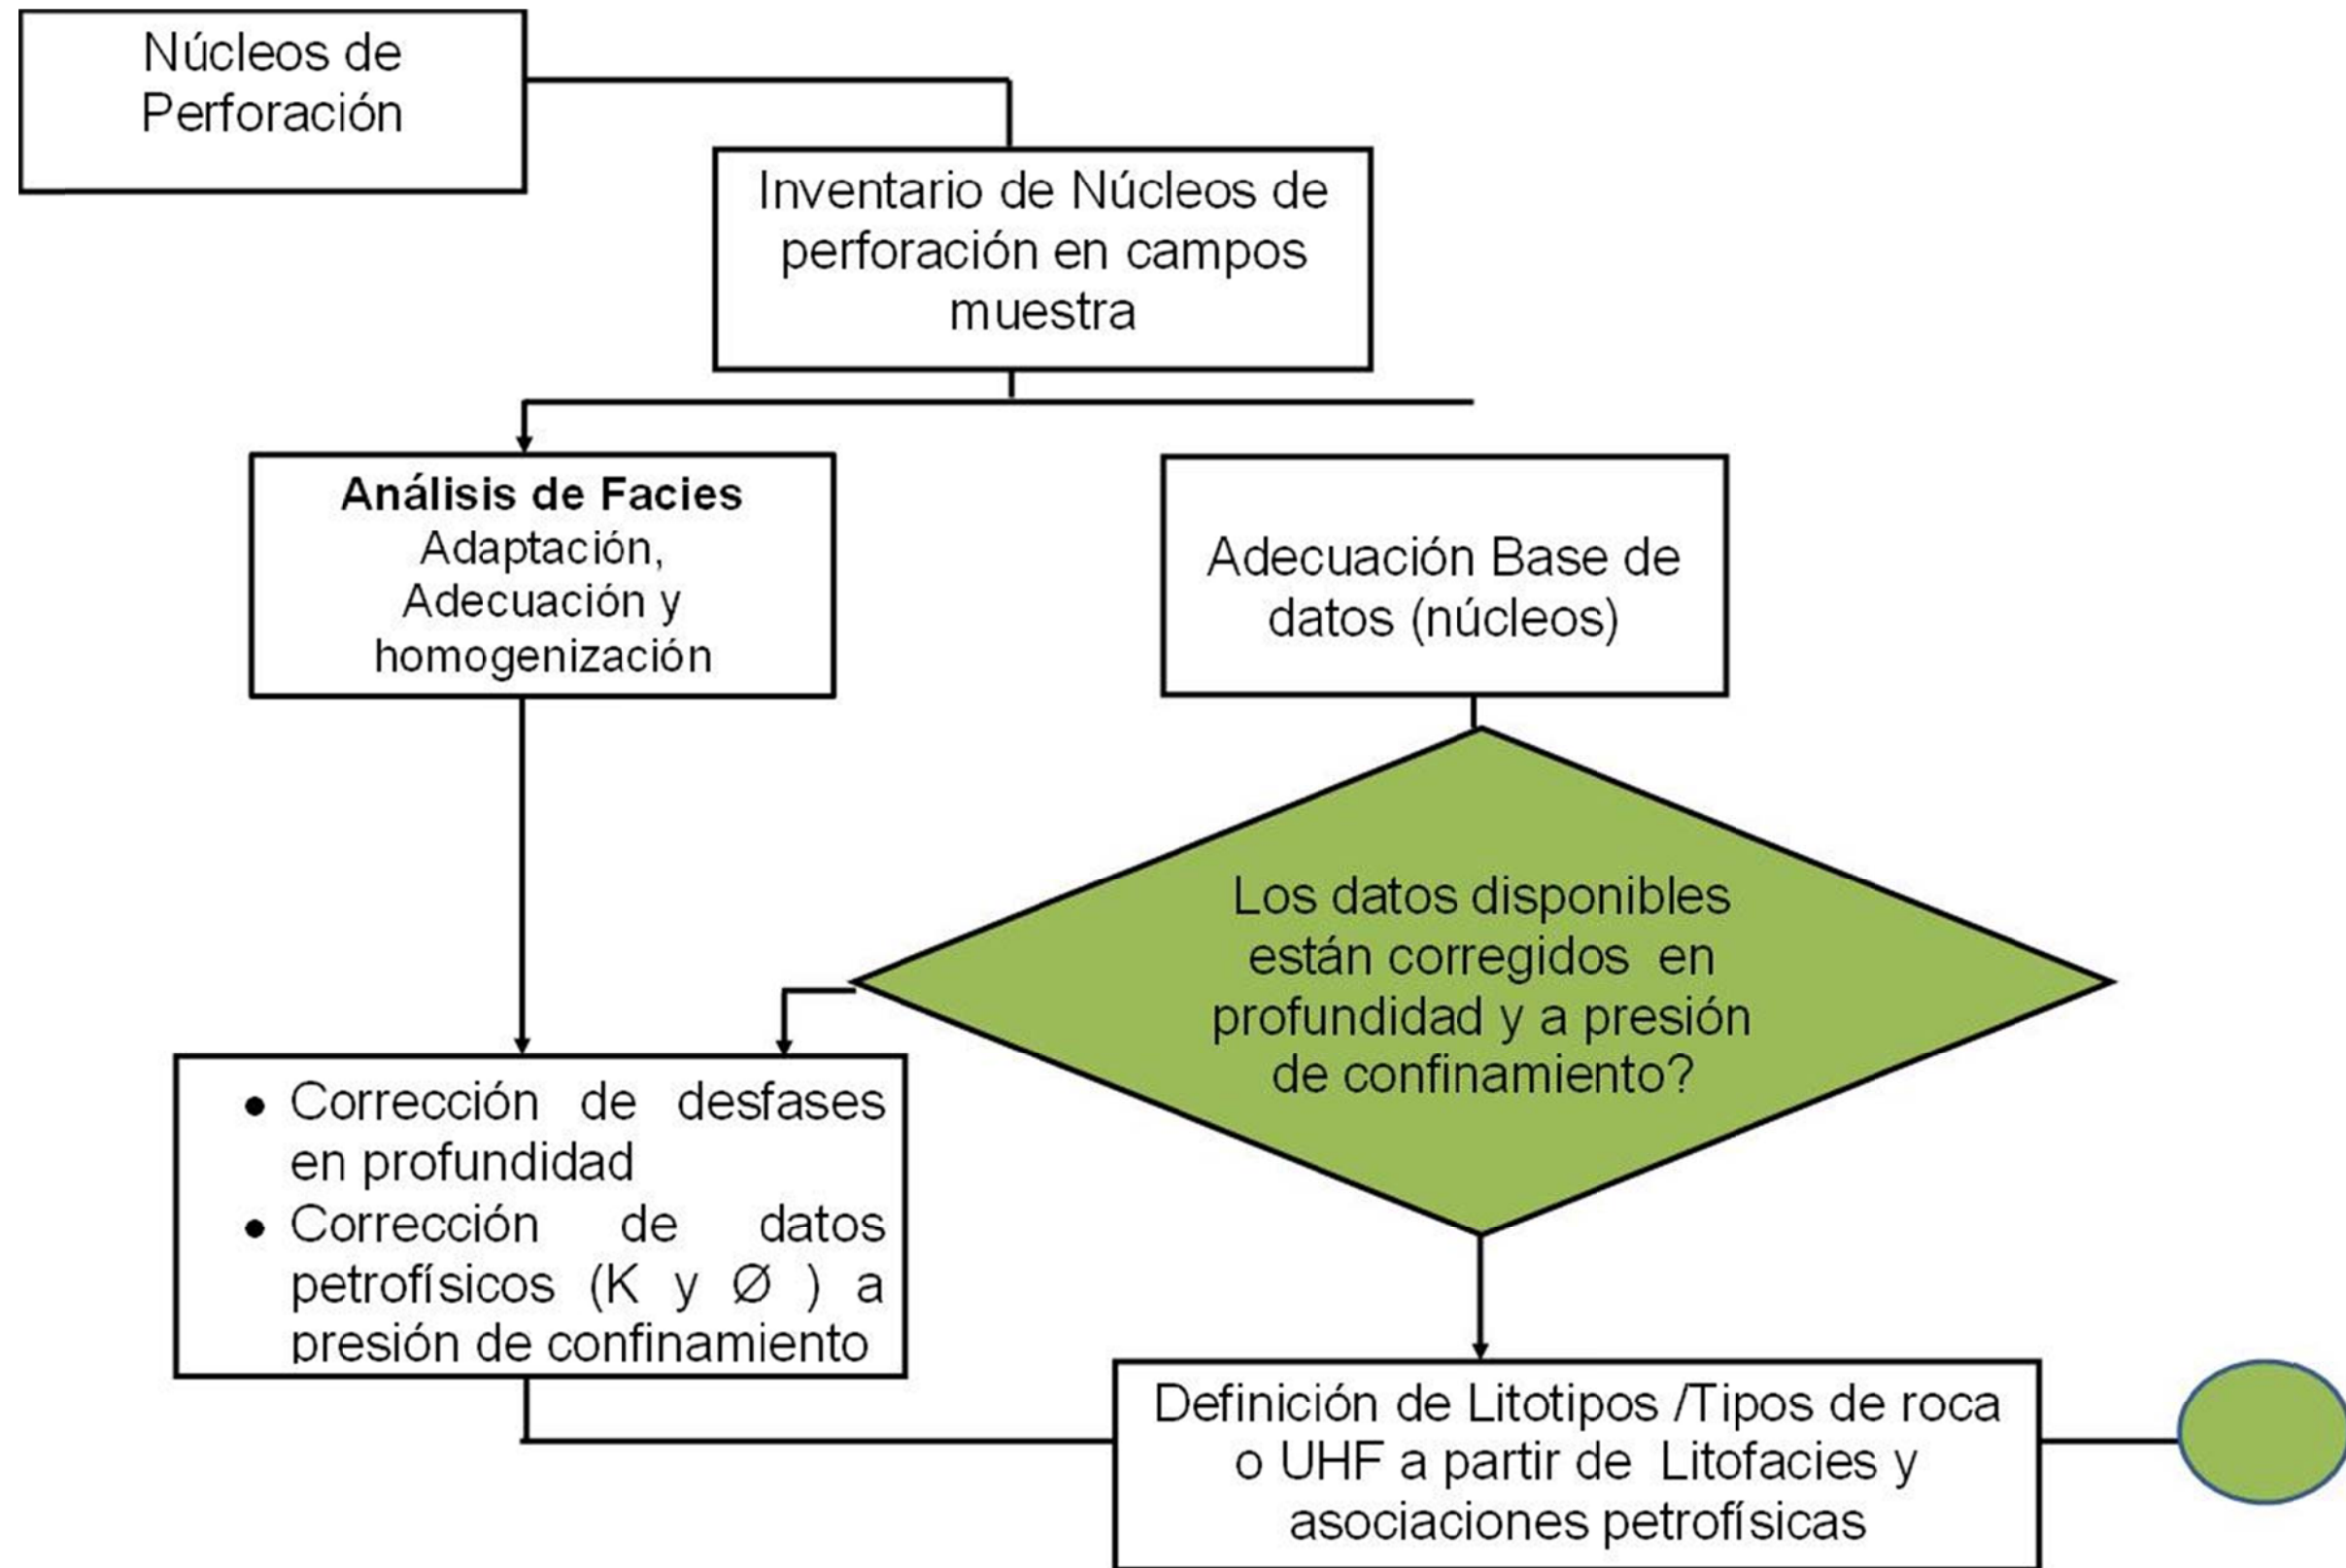 Núcleos de
Perforación
Inventario de Núcleos de
perforación en campos
muestra
Análisis de Facies
Adaptación,
Adecuación y
homogenización
Adecuación Base de
datos (núcleos)
Los datos disponibles
están corregidos en
profundidad y a presión
de confinamiento?
• Corrección de desfases
en profundidad
• Corrección de datos
petrofísicos (K y Ø ) a
presión de confinamiento
Definición de Litotipos /Tipos de roca
o UHF a partir de Litofacies y
asociaciones petrofísicas